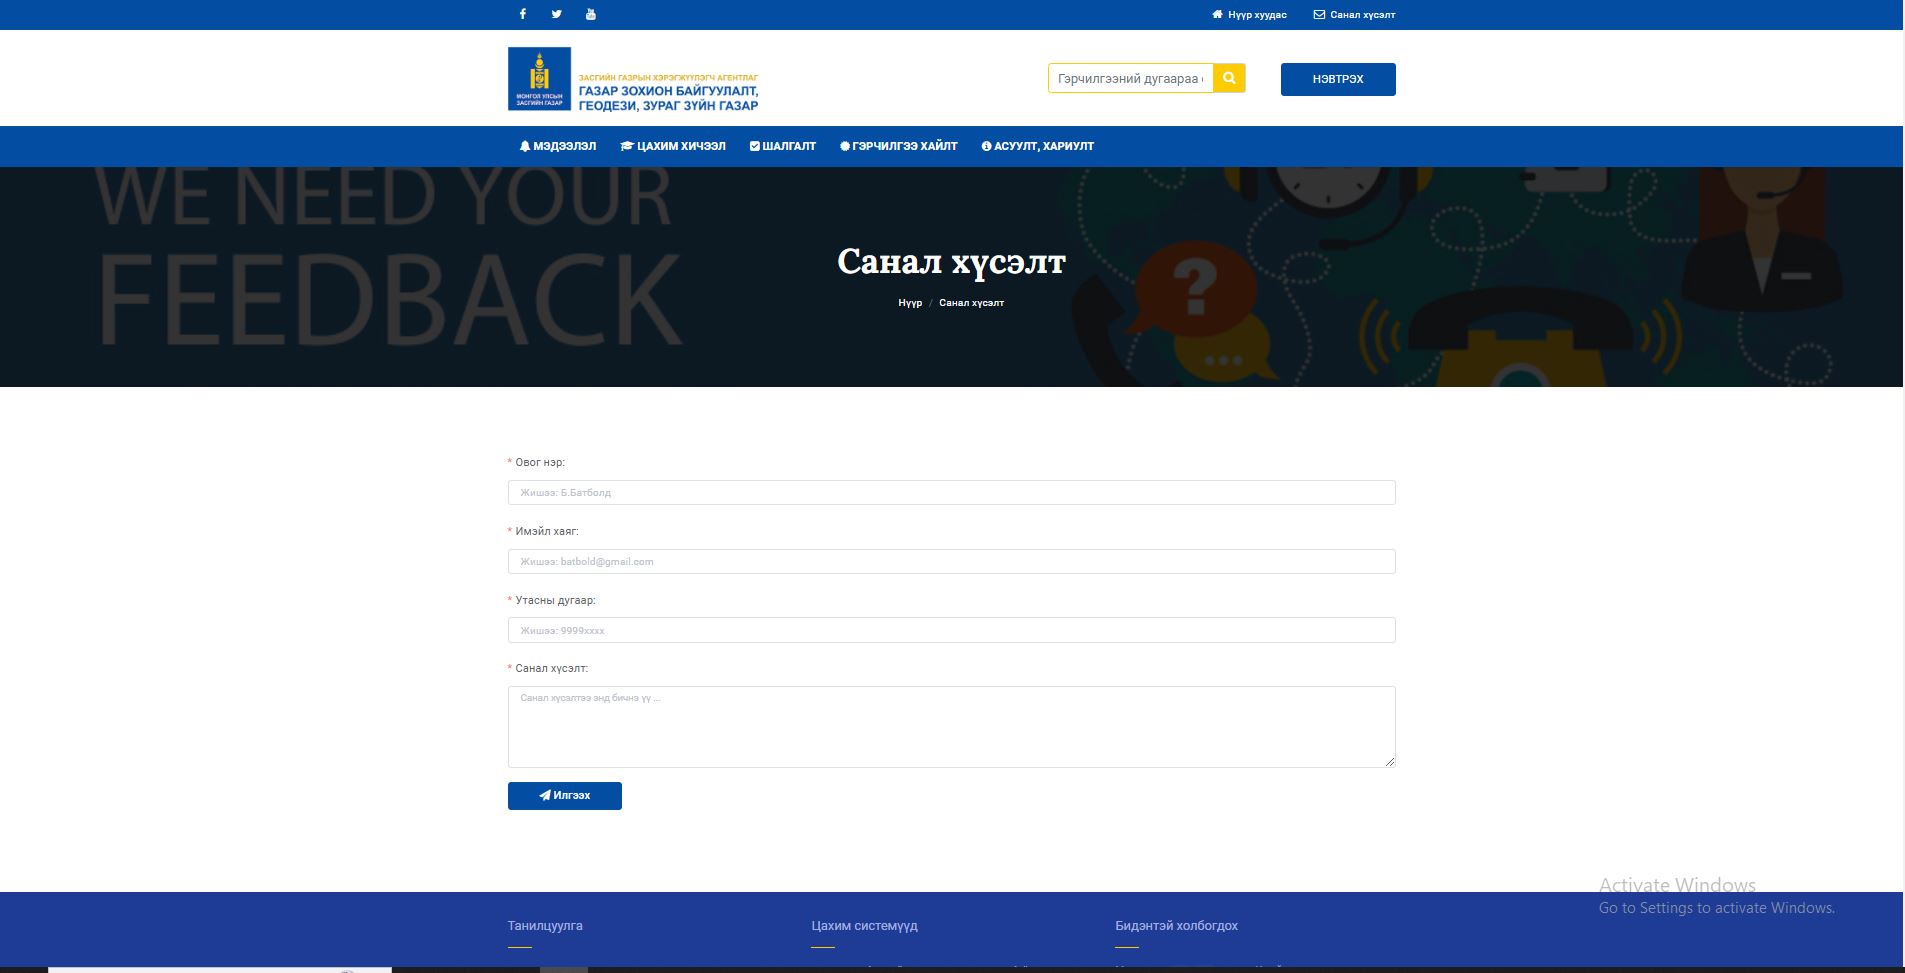 Нүүр хуудас
Санал хүсэлт
МОНГОЛ УЛСЫН
ЗАСГИЙН ГАЗАР
ЗАСГИЙН ГАЗРЫН ХЭРЭГЖҮҮЛЭГЧ АГЕНТЛАГ
ГАЗАР ЗОХИОН БАЙГУУЛАЛТ,
ГЕОДЕЗИ, ЗУРАГ ЗҮЙН ГАЗАР
Гэрчилгээний дугаараа
НЭВТРЭХ
МЭДЭЭЛЭЛ
ЦАХИМ ХИЧЭЭЛ
ШАЛГАЛТ
ГЭРЧИЛГЭЭ ХАЙЛТ
АСУУЛТ, ХАРИУЛТ
WE NEED YOUR
FEEDBACK
Санал хүсэлт
Нүүр / Санал хүсэлт
* Овог нэр:
Жишээ: Б.Батболд
* Имэйл хаяг:
Жишээ: batbold@gmail.com
* Утасны дугаар:
Жишээ: 9999xxxx
* Санал хүсэлт:
Санал хүсэлтээ энд бичнэ үү ...
Илгээх
Activate Windows
Go to Settings to activate Windows.
Танилцуулга
Цахим системүүд
Бидэнтэй холбогдох